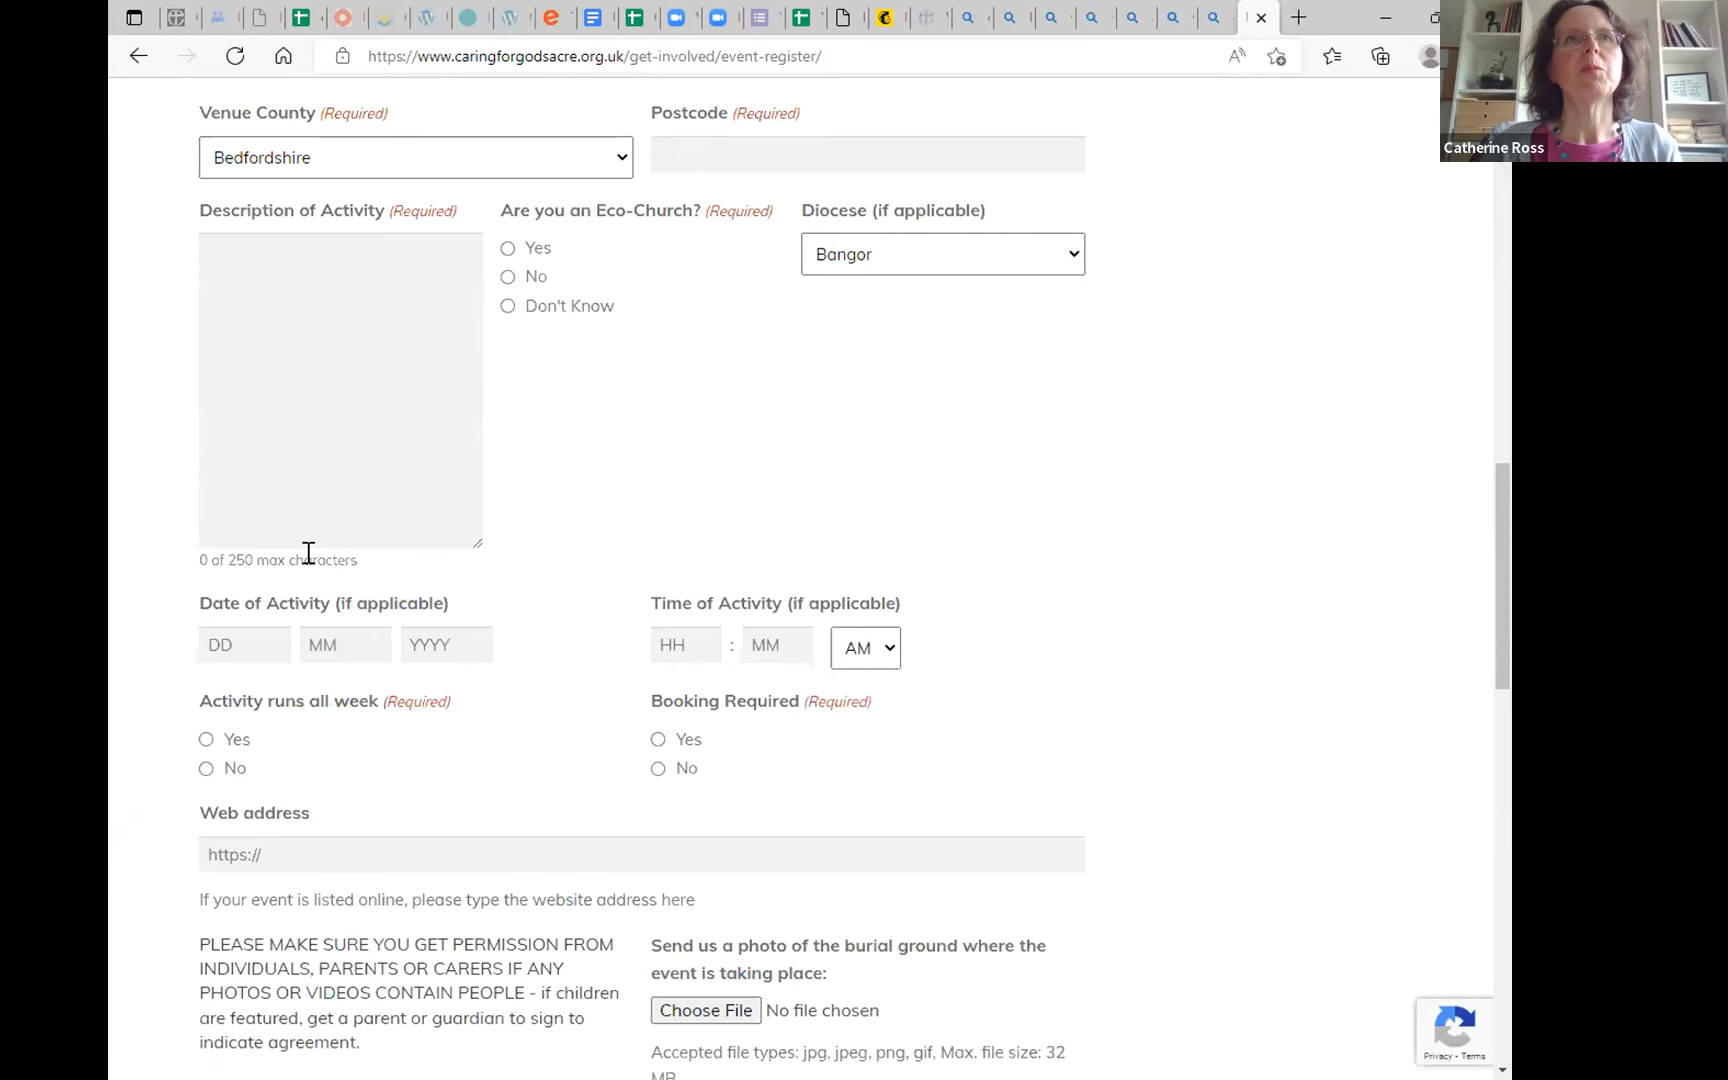 https://www.caringforgodsacre.org.uk/get-involved/event-register/
Catherine Ross
Venue County (Required)
Postcode (Required)
Bedfordshire
Description of Activity (Required)
Are you an Eco-Church? (Required)
Diocese (if applicable)
Yes
No
Don't Know
Bangor
0 of 250 max characters
Date of Activity (if applicable)
Time of Activity (if applicable)
DD
MM
YYYY
HH : MM
AM
Activity runs all week (Required)
Booking Required (Required)
Yes
No
Yes
No
Web address
https://
If your event is listed online, please type the website address here
PLEASE MAKE SURE YOU GET PERMISSION FROM
INDIVIDUALS, PARENTS OR CARERS IF ANY
PHOTOS OR VIDEOS CONTAIN PEOPLE - if children
are featured, get a parent or guardian to sign to
indicate agreement.
Send us a photo of the burial ground where the
event is taking place:
Choose File No file chosen
Accepted file types: jpg, jpeg, png, gif, Max. file size: 32
MB
Privacy - Terms